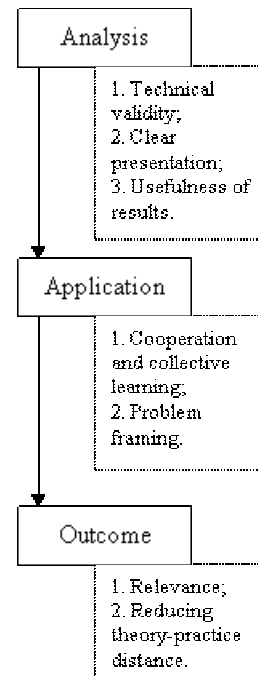 Analysis
1. Technical
validity;
2. Clear
presentation;
3. Usefulness of
results.
Application
1. Cooperation
and collective
learning;
2. Problem
framing.
Outcome
1. Relevance;
2. Reducing
theory-practice
distance.